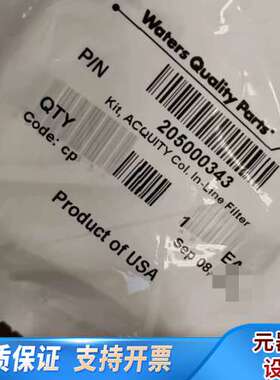 Waters Quality Parts
P/N
205000343
Kit, ACQUITY Col. In-Line Filter
QTY
1 EA
Code: cp
Sep 08,
Product of USA
质保证 支持开票
元器
设